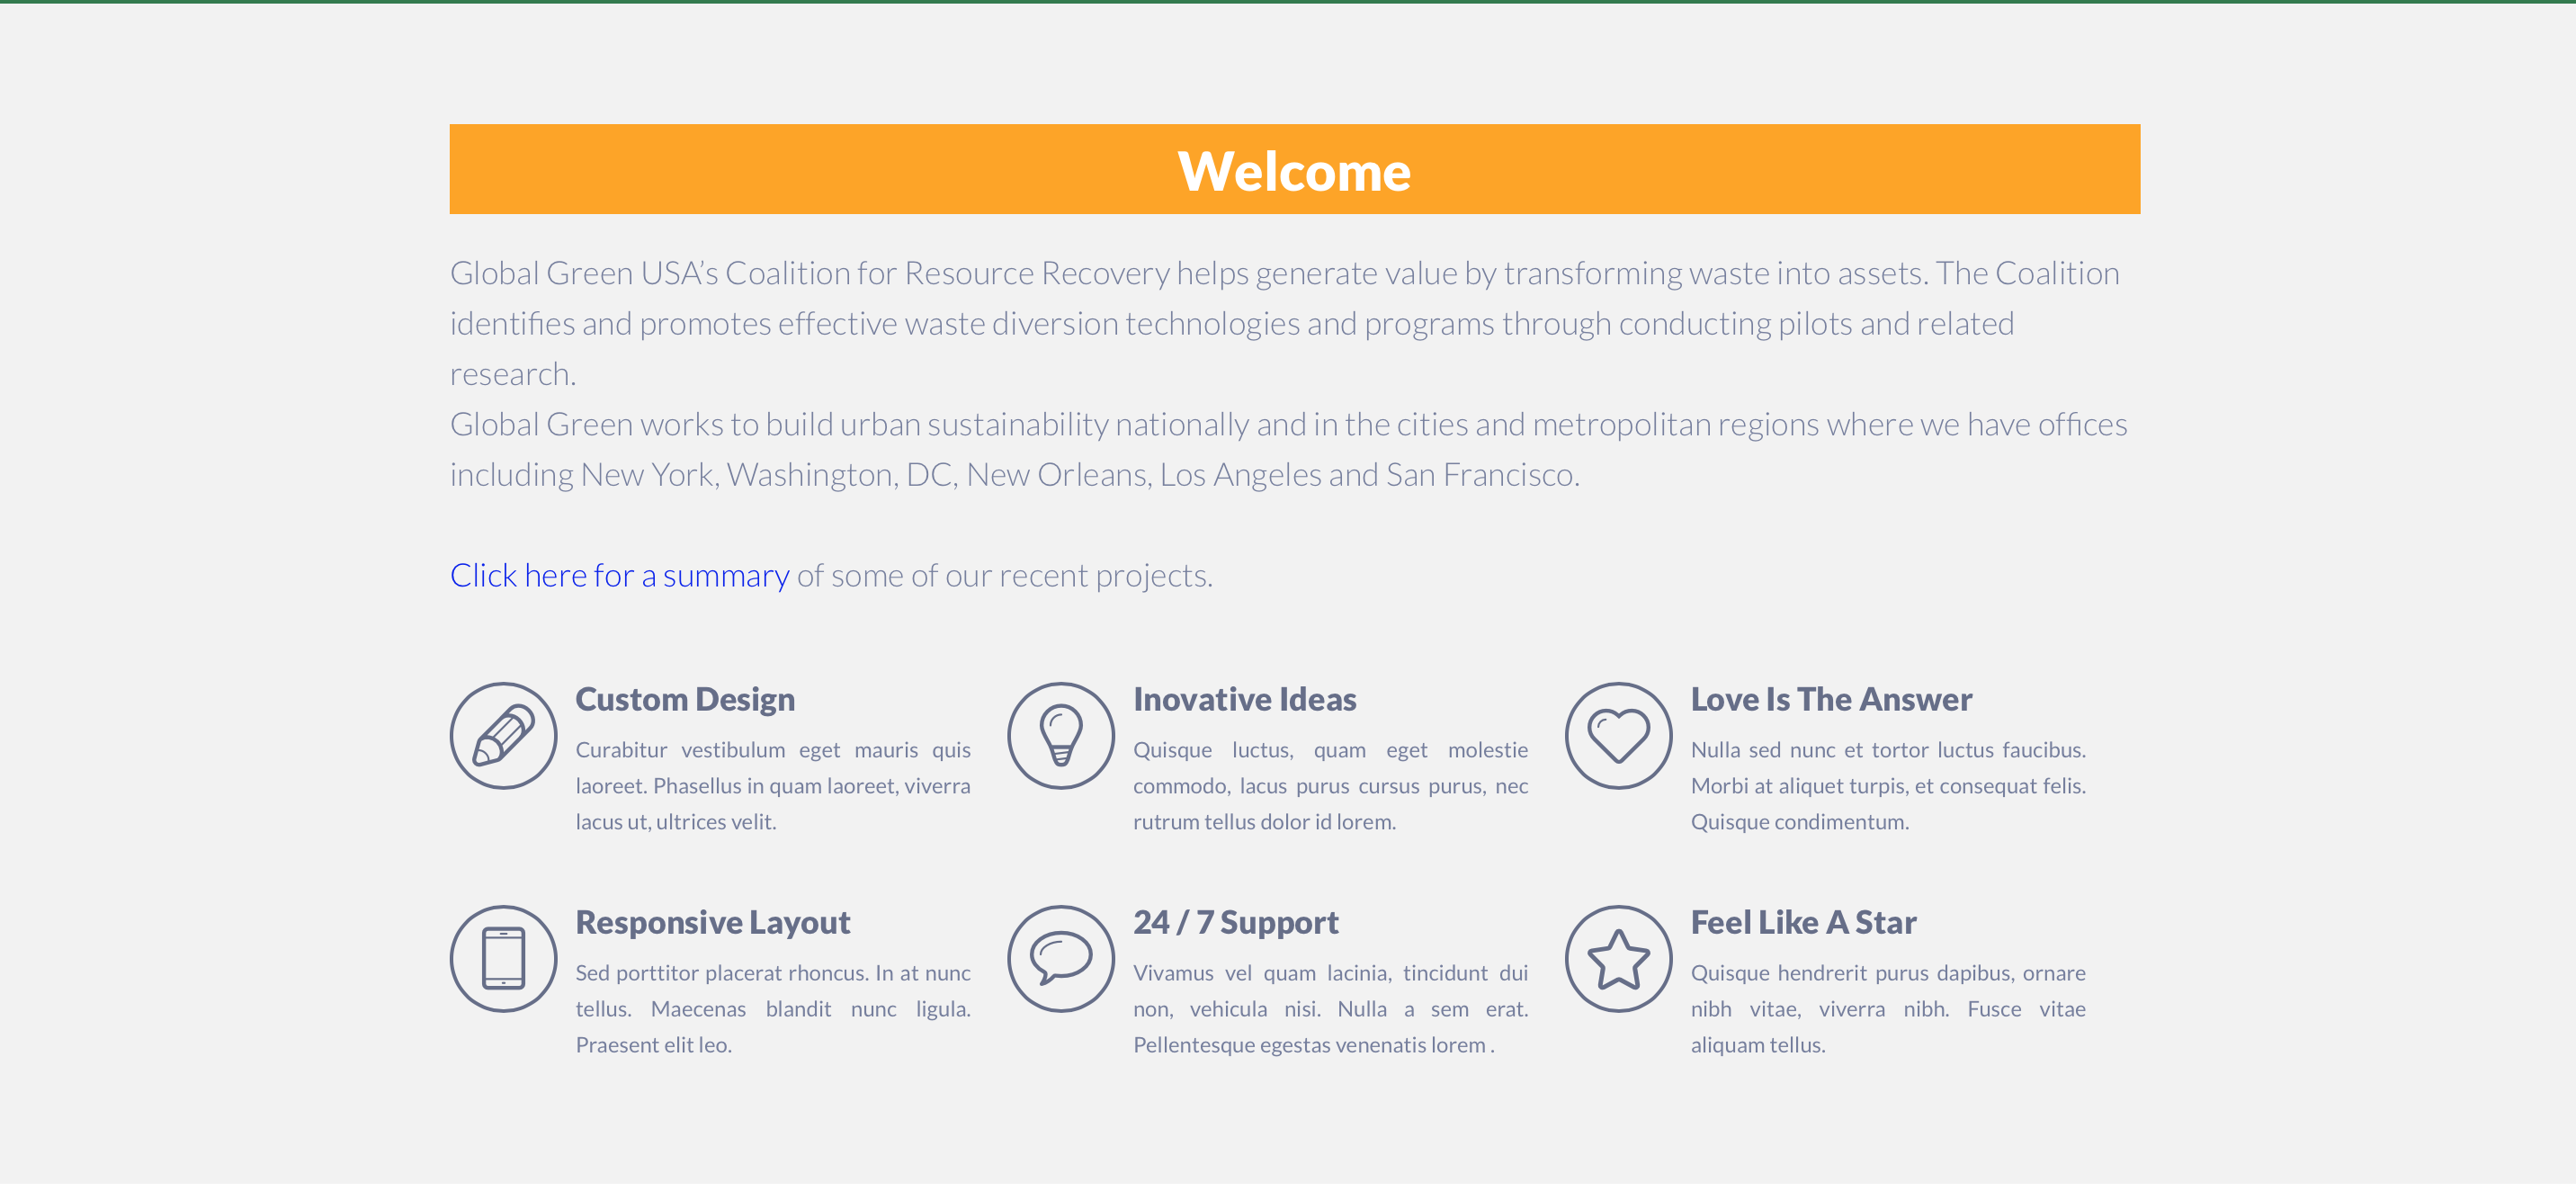 Welcome
Global Green USA’s Coalition for Resource Recovery helps generate value by transforming waste into assets. The Coalition
identifies and promotes effective waste diversion technologies and programs through conducting pilots and related
research.
Global Green works to build urban sustainability nationally and in the cities and metropolitan regions where we have offices
including New York, Washington, DC, New Orleans, Los Angeles and San Francisco.
Click here for a summary of some of our recent projects.
Custom Design
Curabitur vestibulum eget mauris quis
laoreet. Phasellus in quam laoreet, viverra
lacus ut, ultrices velit.
Inovative Ideas
Quisque luctus, quam eget molestie
commodo, lacus purus cursus purus, nec
rutrum tellus dolor id lorem.
Love Is The Answer
Nulla sed nunc et tortor luctus faucibus.
Morbi at aliquet turpis, et consequat felis.
Quisque condimentum.
Responsive Layout
Sed porttitor placerat rhoncus. In at nunc
tellus. Maecenas blandit nunc ligula.
Praesent elit leo.
24 / 7 Support
Vivamus vel quam lacinia, tincidunt dui
non, vehicula nisi. Nulla a sem erat.
Pellentesque egestas venenatis lorem .
Feel Like A Star
Quisque hendrerit purus dapibus, ornare
nibh vitae, viverra nibh. Fusce vitae
aliquam tellus.